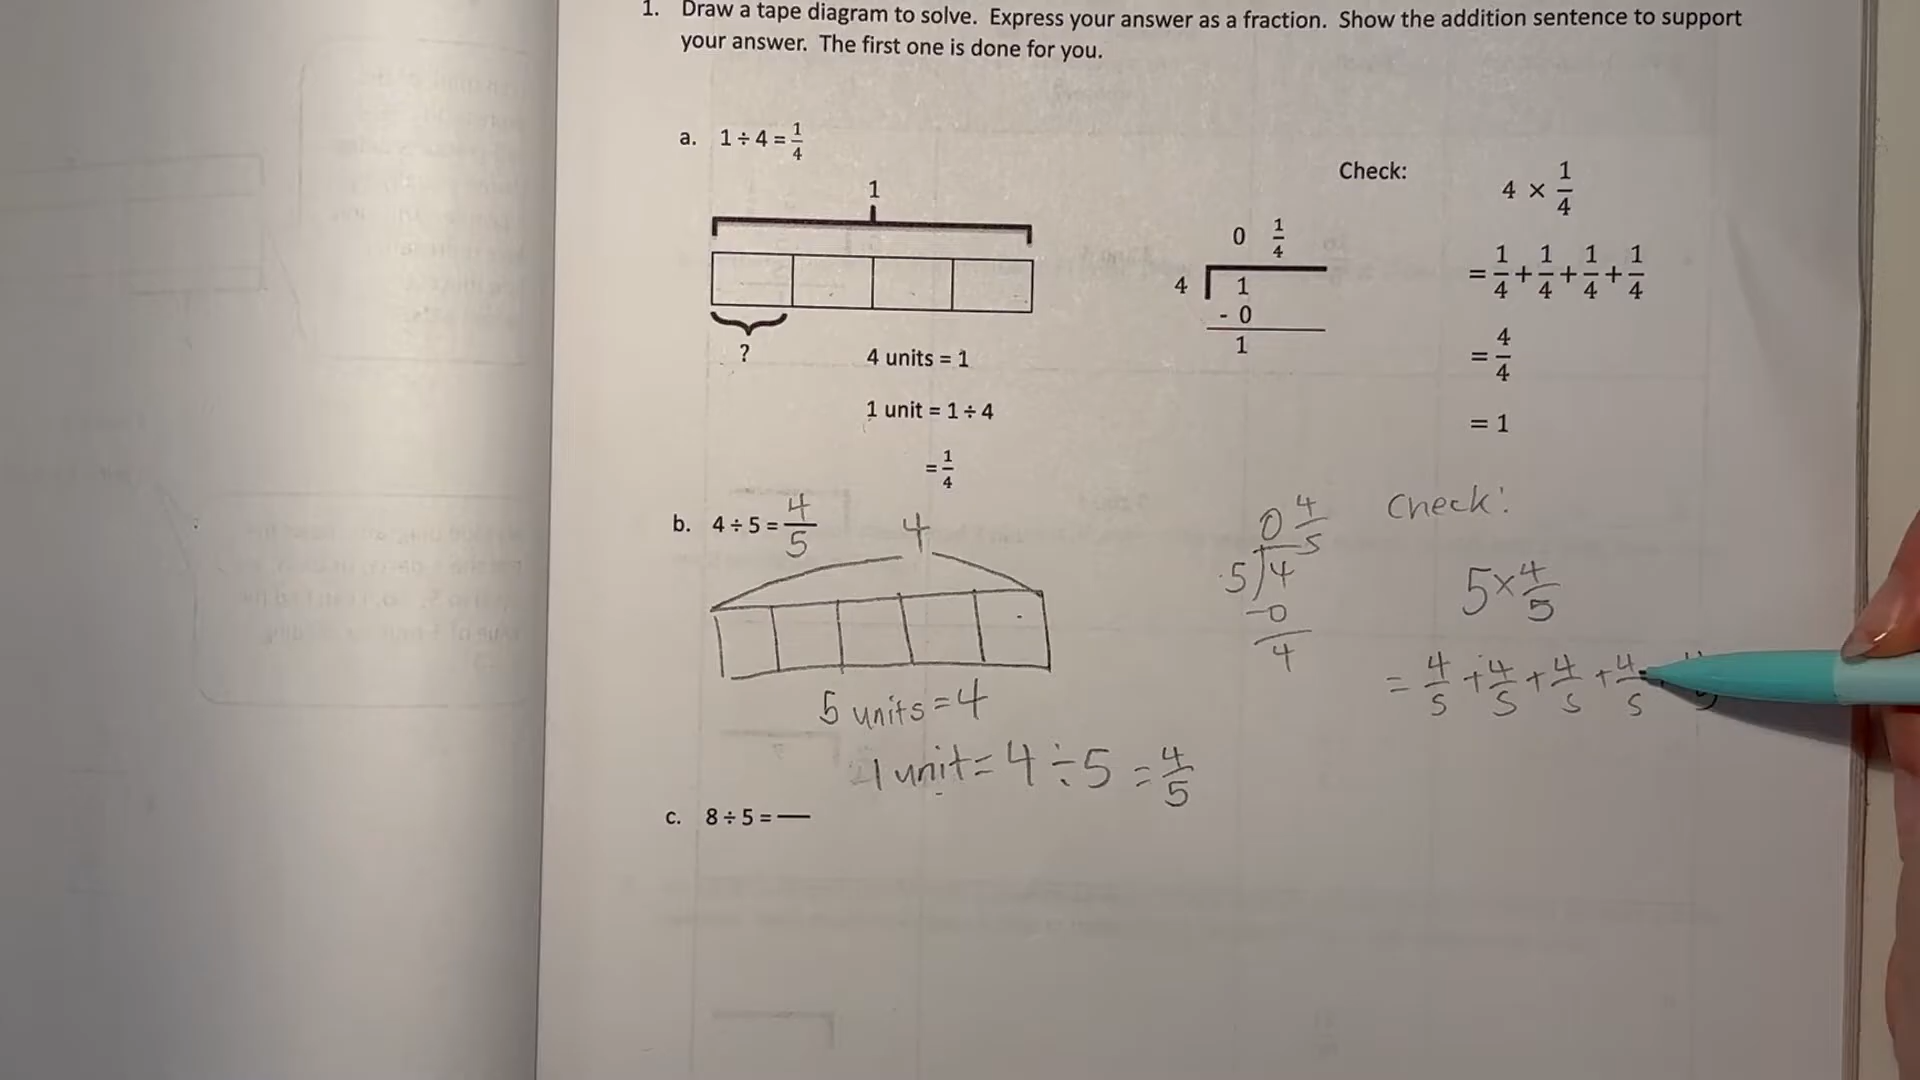 1. Draw a tape diagram to solve. Express your answer as a fraction. Show the addition sentence to support
your answer. The first one is done for you.
a. 1 ÷ 4 = 1/4
1
?
4 units = 1
1 unit = 1 ÷ 4
= 1/4
0 1/4
4 1
- 0
1
Check:
4 × 1/4
= 1/4 + 1/4 + 1/4 + 1/4
= 4/4
= 1
b. 4 ÷ 5 = 4/5
4
5 units = 4
1 unit = 4 ÷ 5 = 4/5
0 4/5
5 4
-0
4
Check:
5 × 4/5
= 4/5 + 4/5 + 4/5 + 4/5
c. 8 ÷ 5 =